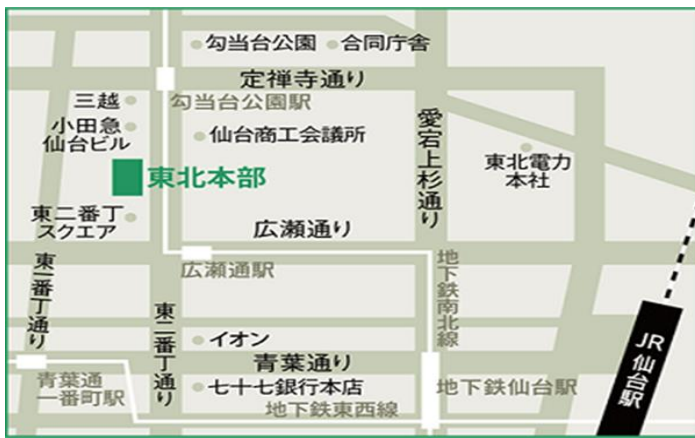 勾当台公園
合同庁舎
定禅寺通り
三越
勾当台公園駅
小田急
仙台ビル
仙台商工会議所
愛宕上杉通り
東北電力
本社
東北本部
東二番丁
スクエア
広瀬通り
広瀬通駅
地下鉄南北線
東一番丁通り
東二番丁通り
イオン
JR仙台駅
青葉通り
青葉通
一番町駅
七十七銀行本店
地下鉄仙台駅
地下鉄東西線